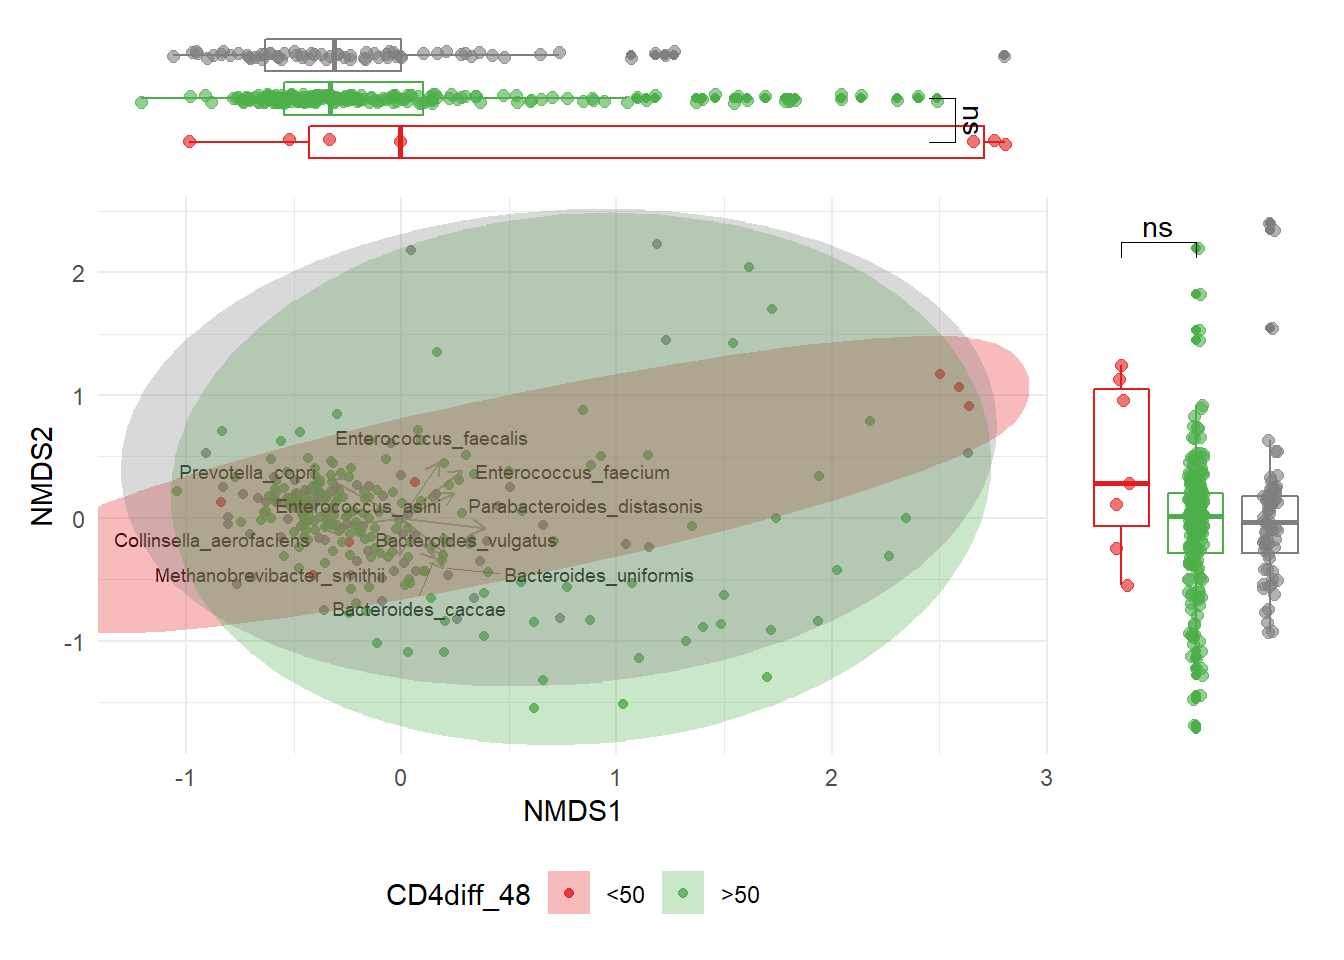 ns
ns
2
1
0
-1
NMDS2
Enterococcus_faecalis
Prevotella_copri
Enterococcus_faecium
Enterococcus_asini
Parabacteroides_distasonis
Collinsella_aerofaciens
Bacteroides_vulgatus
Methanobrevibacter_smithii
Bacteroides_uniformis
Bacteroides_caccae
-1 0 1 2 3
NMDS1
CD4diff_48 <50 >50